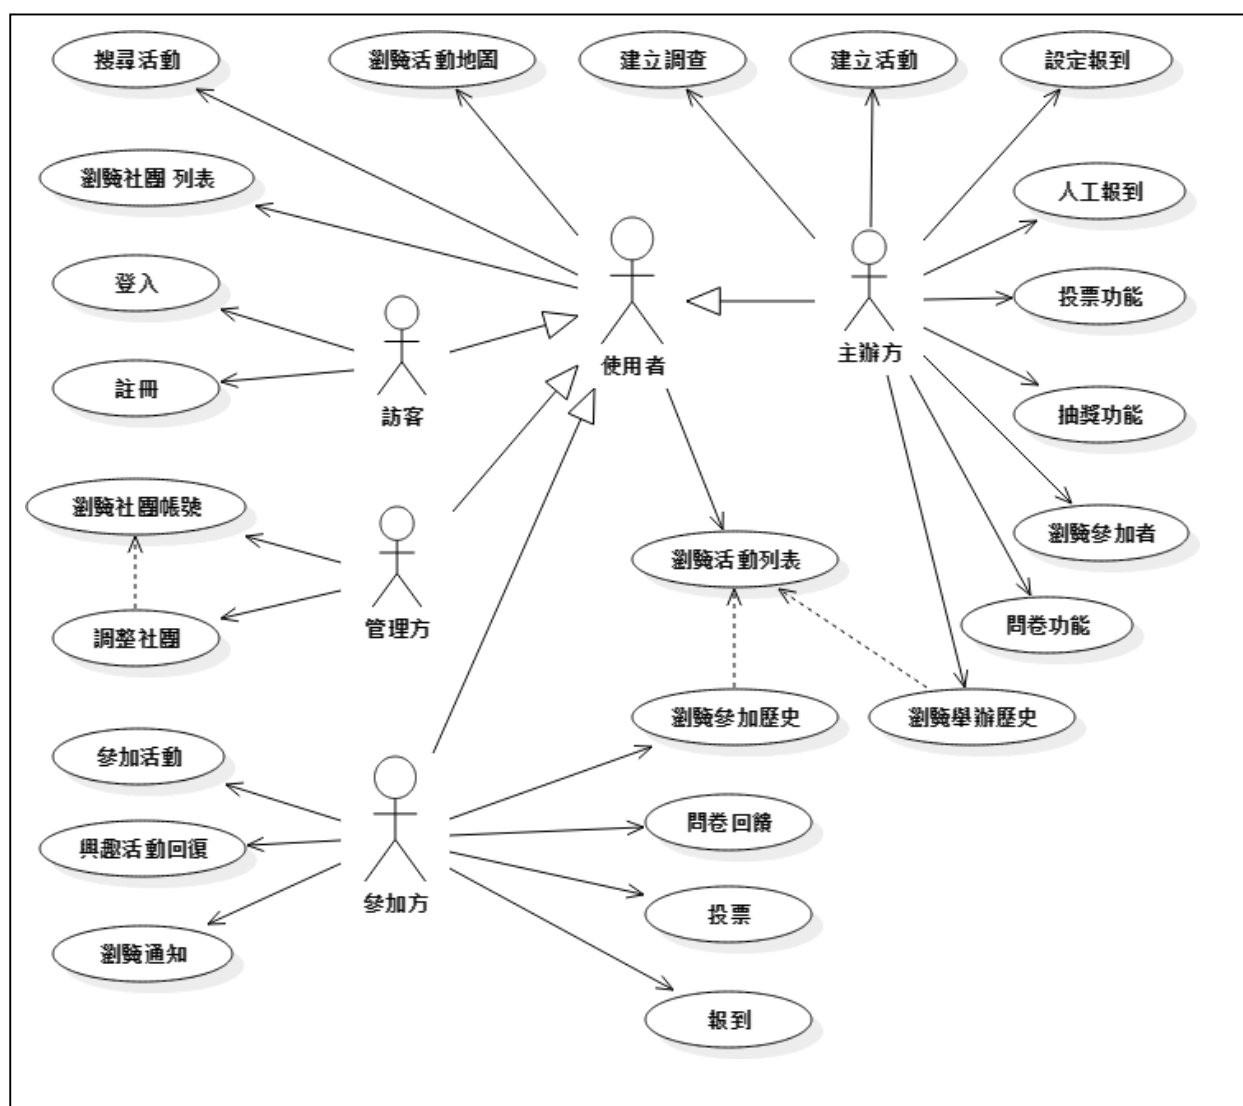 搜尋活動
瀏覽活動地圖
建立調查
建立活動
設定報到
瀏覽社團 列表
人工報到
登入
投票功能
使用者
主辦方
註冊
訪客
抽獎功能
瀏覽社團帳號
瀏覽參加者
瀏覽活動列表
管理方
調整社團
問卷功能
瀏覽參加歷史
瀏覽舉辦歷史
參加活動
問卷回饋
興趣活動回復
參加方
投票
瀏覽通知
報到